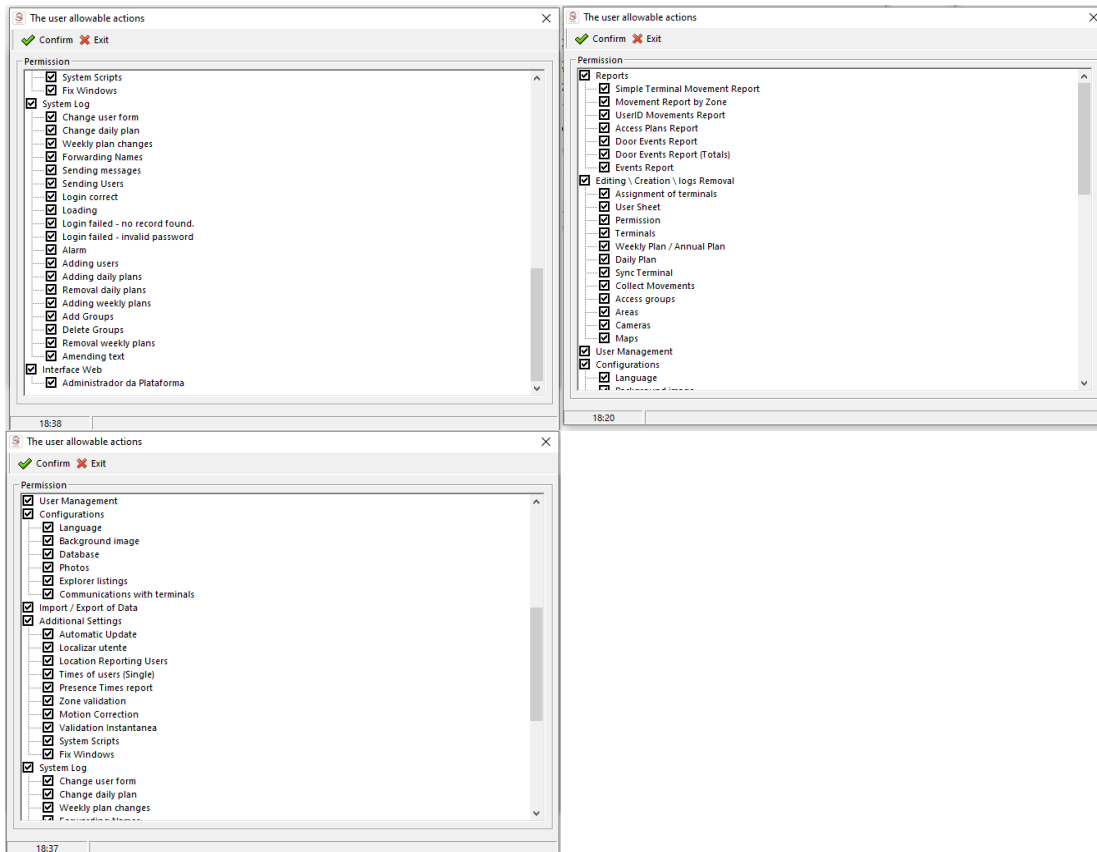 The user allowable actions
Confirm Exit
Permission
System Scripts
Fix Windows
System Log
Change user form
Change daily plan
Weekly plan changes
Forwarding Names
Sending messages
Sending Users
Login correct
Loading
Login failed - no record found.
Login failed - invalid password
Alarm
Adding users
Adding daily plans
Removal daily plans
Adding weekly plans
Add Groups
Delete Groups
Removal weekly plans
Amending text
Interface Web
Administrador da Plataforma
18:38
The user allowable actions
Confirm Exit
Permission
Reports
Simple Terminal Movement Report
Movement Report by Zone
UserID Movements Report
Access Plans Report
Door Events Report
Door Events Report (Totals)
Events Report
Editing \ Creation \ logs Removal
Assignment of terminals
User Sheet
Permission
Terminals
Weekly Plan / Annual Plan
Daily Plan
Sync Terminal
Collect Movements
Access groups
Areas
Cameras
Maps
User Management
Configurations
Language
Background image
18:20
The user allowable actions
Confirm Exit
Permission
User Management
Configurations
Language
Background image
Database
Photos
Explorer listings
Communications with terminals
Import / Export of Data
Additional Settings
Automatic Update
Localizar utente
Location Reporting Users
Times of users (Single)
Presence Times report
Zone validation
Motion Correction
Validation Instantanea
System Scripts
Fix Windows
System Log
Change user form
Change daily plan
Weekly plan changes
Forwarding Names
18:37